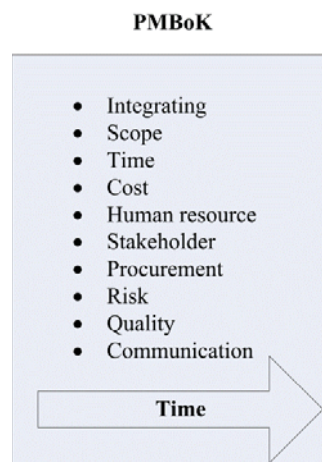 PMBoK
• Integrating
• Scope
• Time
• Cost
• Human resource
• Stakeholder
• Procurement
• Risk
• Quality
• Communication
Time